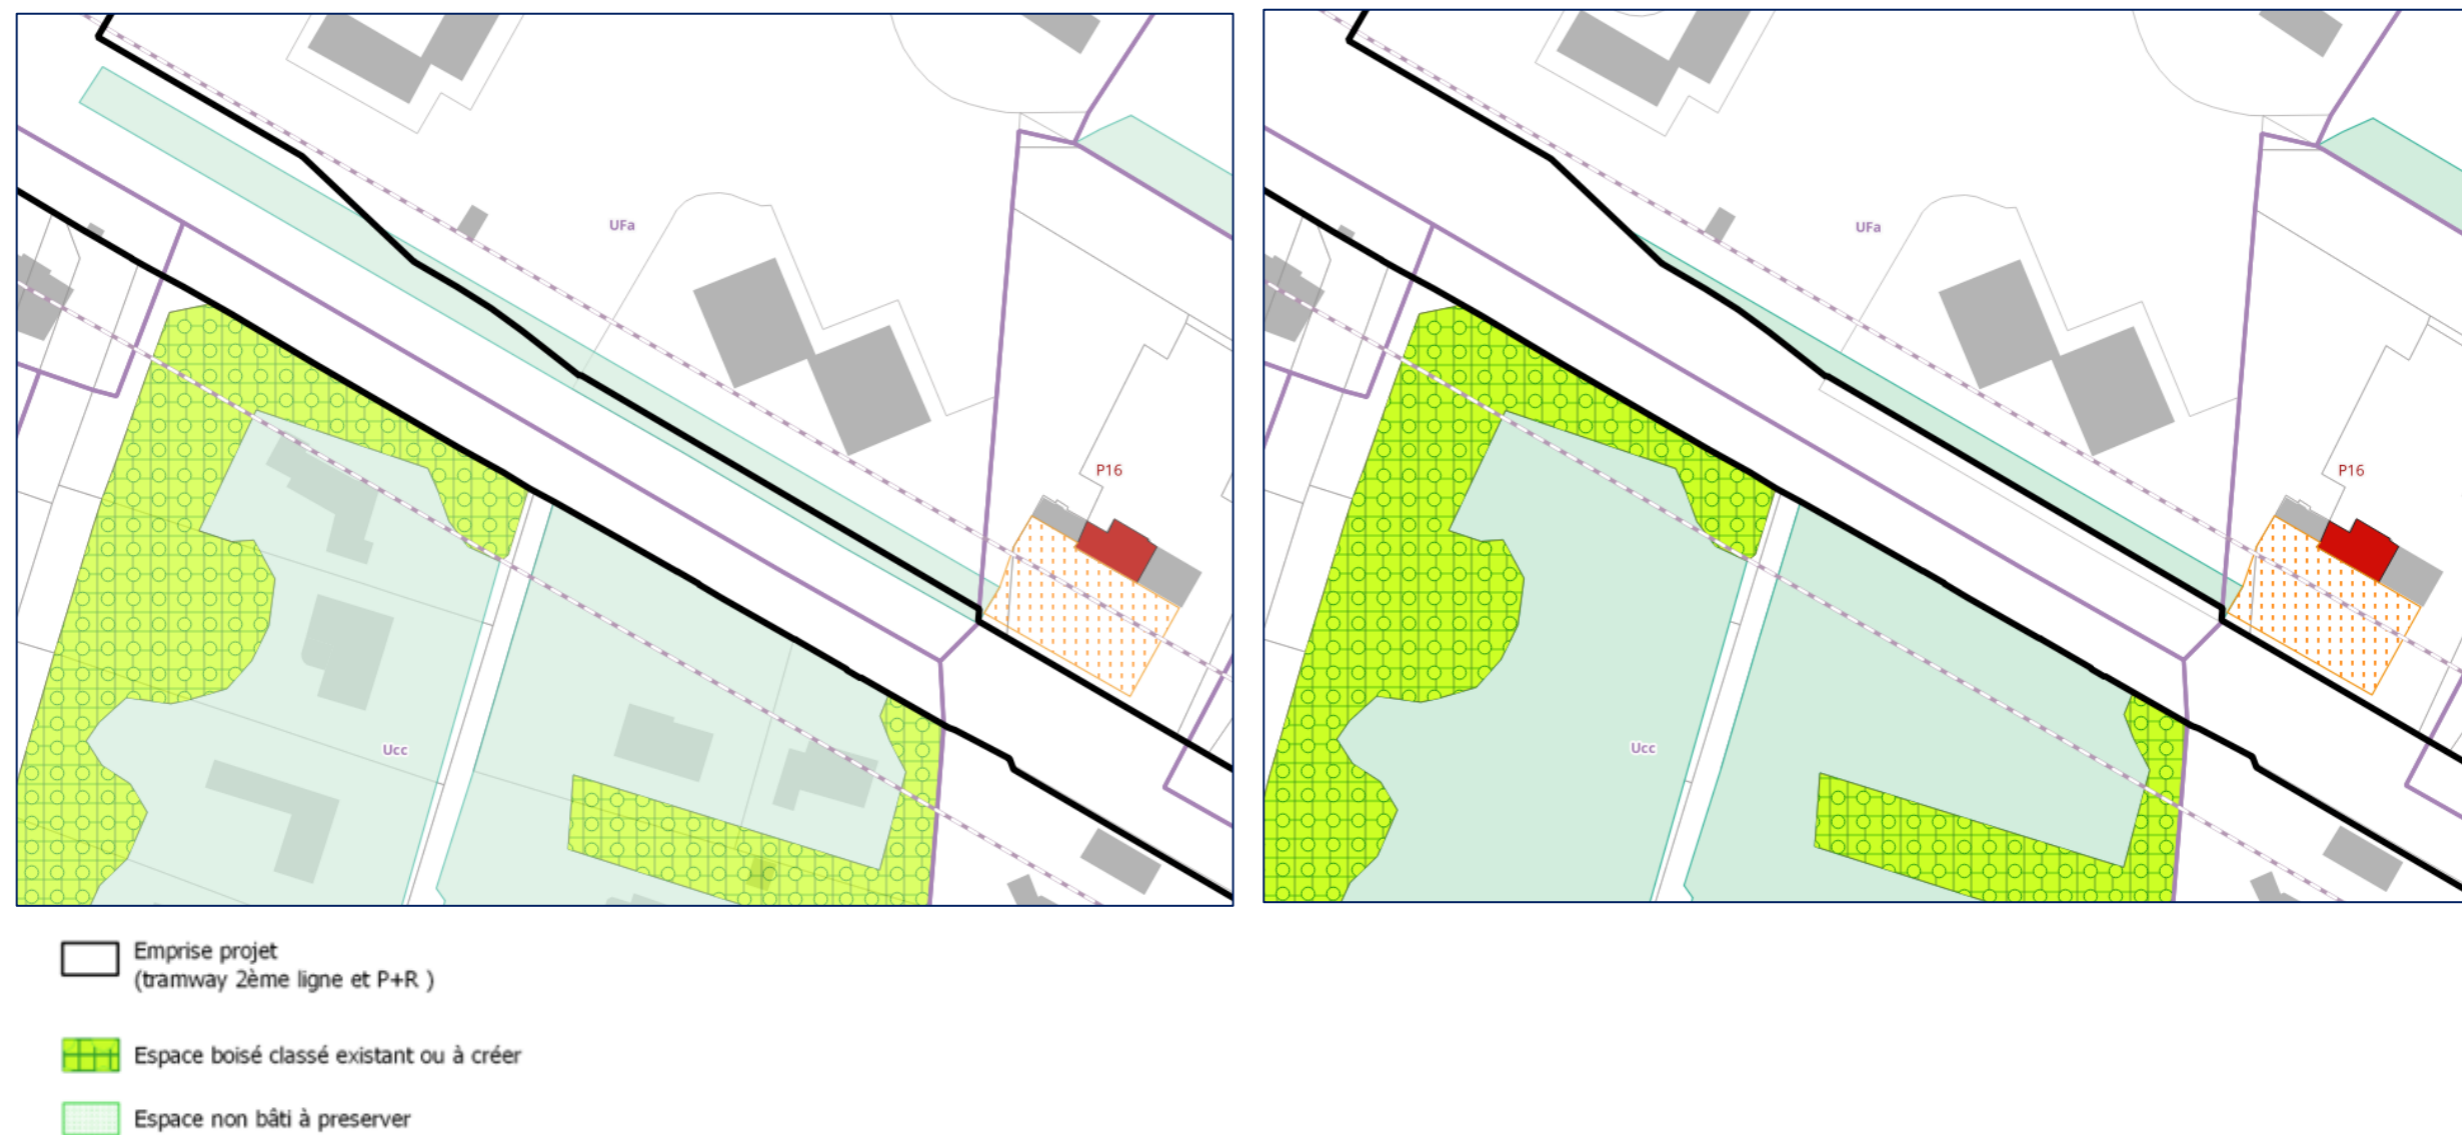 UFa
P16
Ucc
UFa
P16
Ucc
Emprise projet
(tramway 2ème ligne et P+R )
Espace boisé classé existant ou à créer
Espace non bâti à preserver